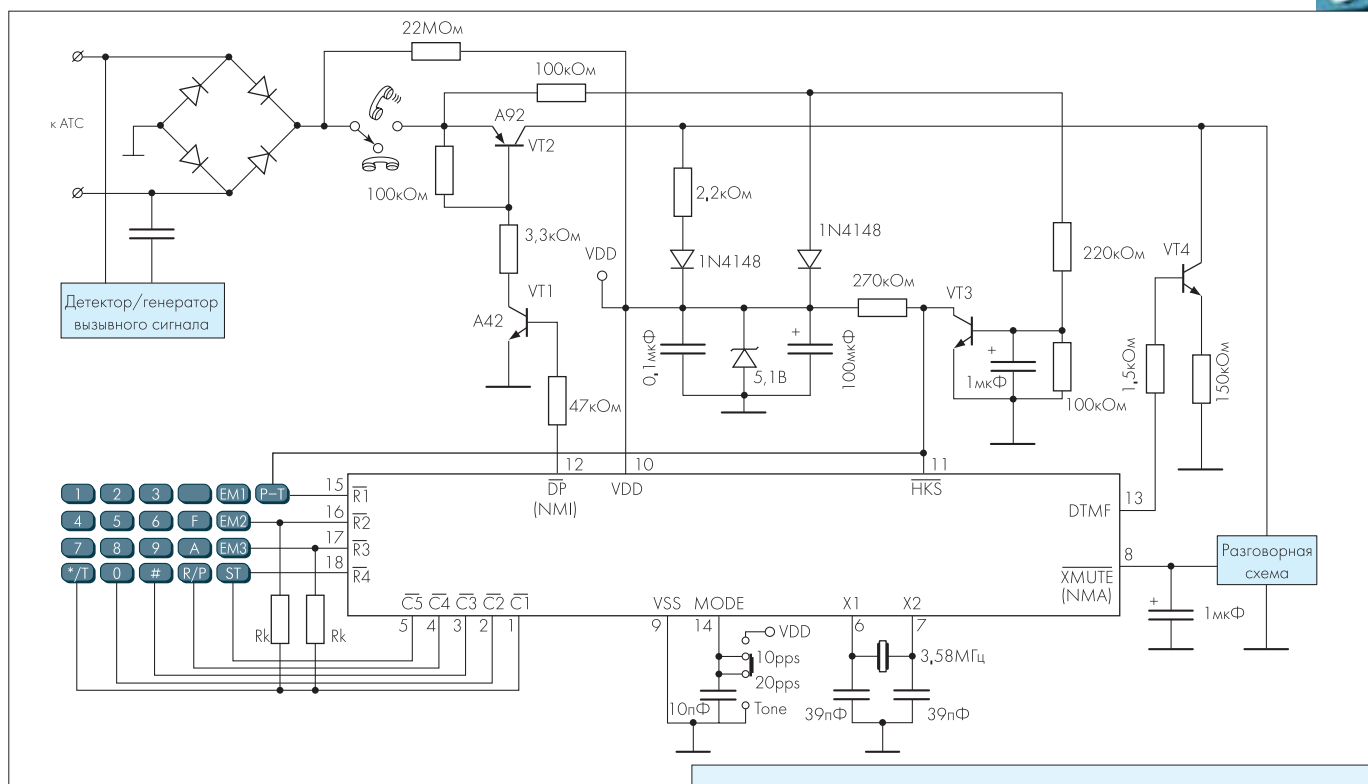 22МОм
100кОм
к АТС
A92
VT2
100кОм
2,2кОм
3,3кОм
1N4148
VT4
220кОм
VDD
1N4148
270кОм
VT3
Детектор/генератор
вызывного сигнала
VT1
A42
0,1мкФ
5,1В
+
100мкФ
+
1мкФ
100кОм
1,5кОм
150кОм
47кОм
12
10
11
1 2 3 EM1 P–T
15
R1
DP
(NMI)
VDD
HKS
4 5 6 F EM2
16
R2
DTMF
13
7 8 9 A EM3
17
R3
*/T 0 # R/P ST
18
R4
XMUTE
(NMA)
8
Разговорная
схема
C5 C4 C3 C2 C1
VSS MODE
X1 X2
5 4 3 2 1
9 14
6 7
+
1мкФ
Rk Rk
VDD
10pps
20pps
Tone
10пФ
3,58МГц
39пФ 39пФ